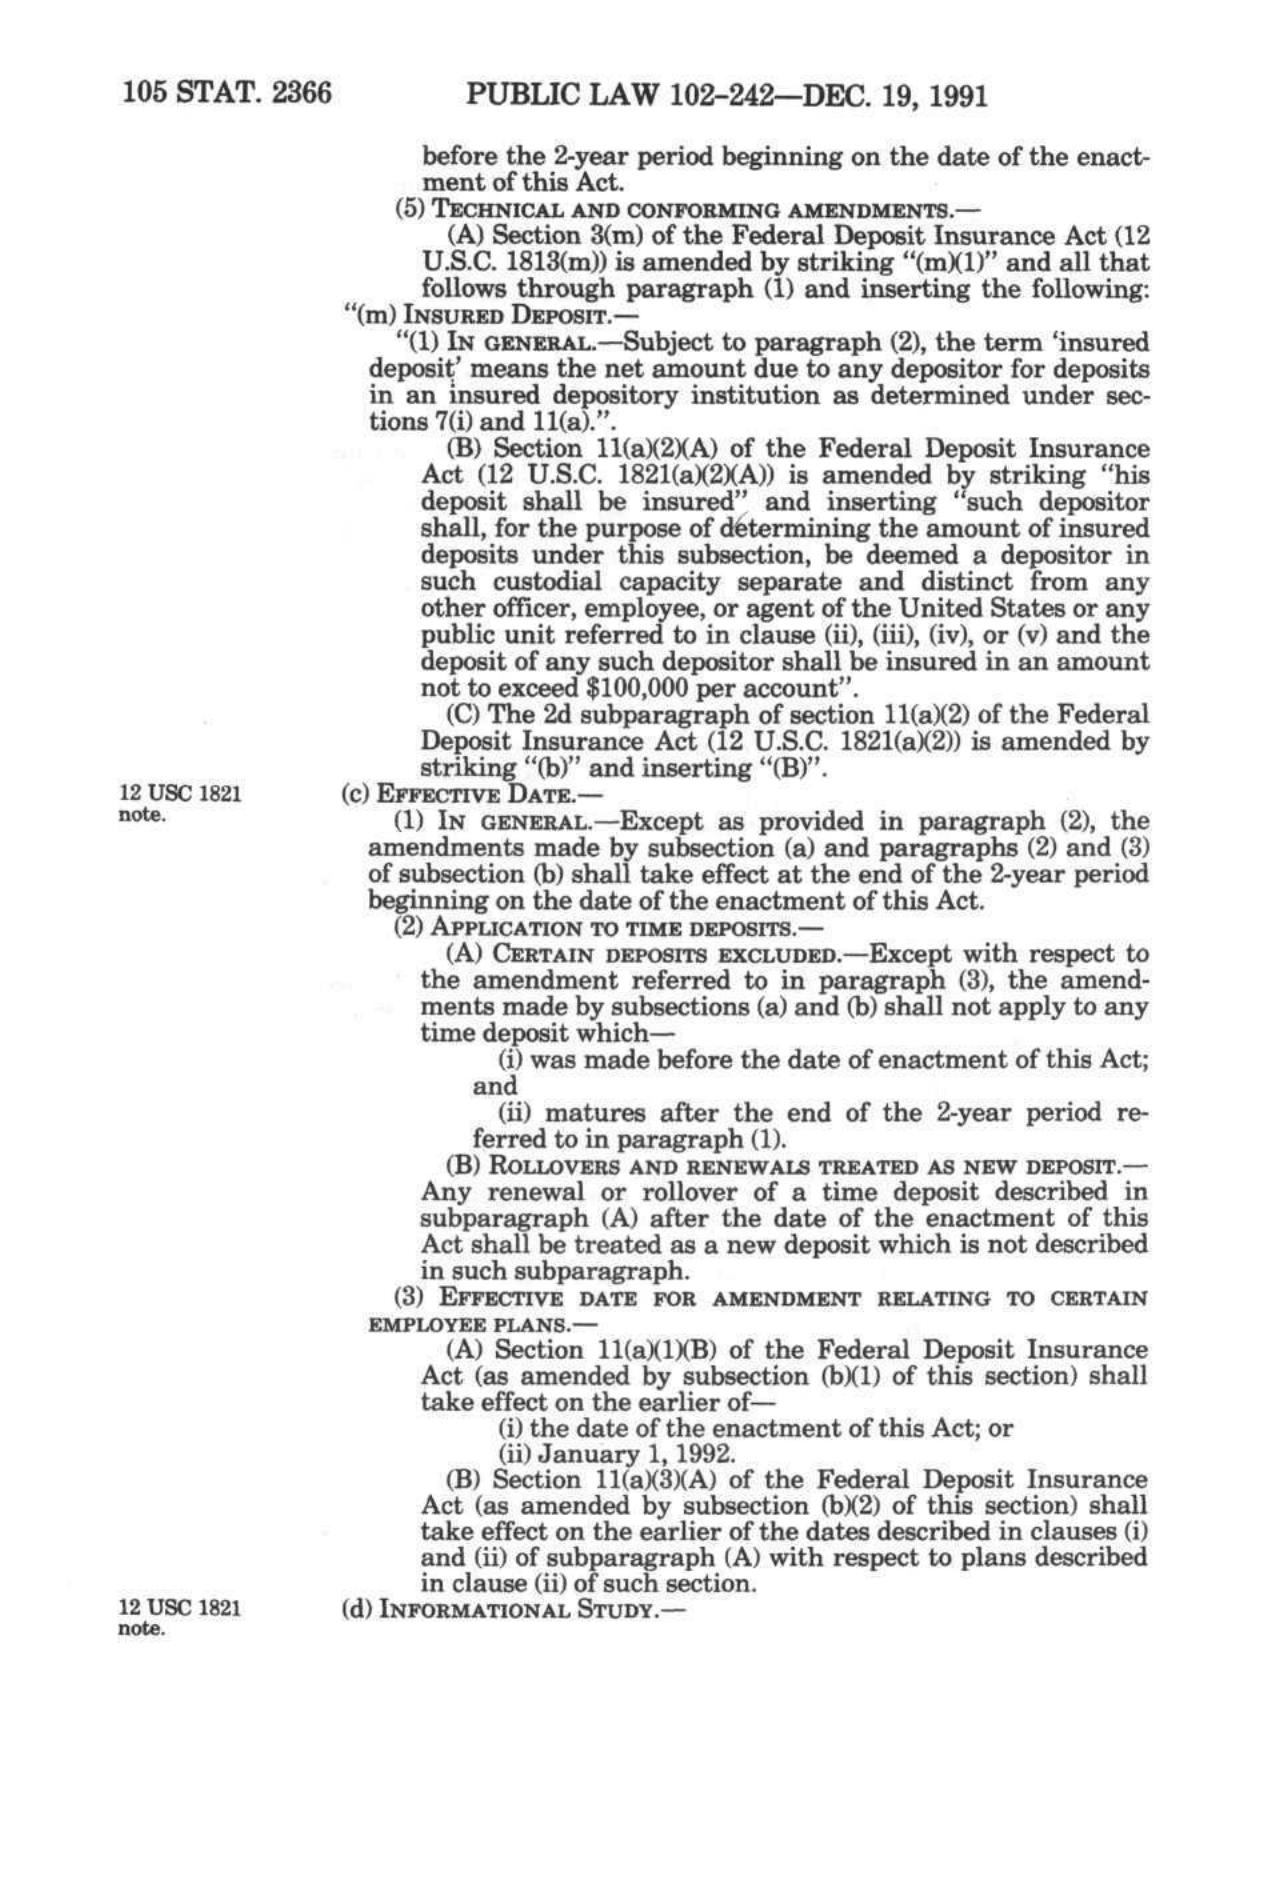 105 STAT. 2366 PUBLIC LAW 102-242—DEC. 19, 1991
before the 2-year period beginning on the date of the enact-
ment of this Act.
(5) TECHNICAL AND CONFORMING AMENDMENTS.—
(A) Section 3(m) of the Federal Deposit Insurance Act (12
U.S.C. 1813(m)) is amended by striking “(m)(1)” and all that
follows through paragraph (1) and inserting the following:
“(m) INSURED DEPOSIT.—
“(1) IN GENERAL.—Subject to paragraph (2), the term ‘insured
deposit’ means the net amount due to any depositor for deposits
in an insured depository institution as determined under sec-
tions 7(i) and 11(a).”.
(B) Section 11(a)(2)(A) of the Federal Deposit Insurance
Act (12 U.S.C. 1821(a)(2)(A)) is amended by striking “his
deposit shall be insured” and inserting “such depositor
shall, for the purpose of determining the amount of insured
deposits under this subsection, be deemed a depositor in
such custodial capacity separate and distinct from any
other officer, employee, or agent of the United States or any
public unit referred to in clause (ii), (iii), (iv), or (v) and the
deposit of any such depositor shall be insured in an amount
not to exceed $100,000 per account”.
(C) The 2d subparagraph of section 11(a)(2) of the Federal
Deposit Insurance Act (12 U.S.C. 1821(a)(2)) is amended by
striking “(b)” and inserting “(B)”.
12 USC 1821
note.
(c) EFFECTIVE DATE.—
(1) IN GENERAL.—Except as provided in paragraph (2), the
amendments made by subsection (a) and paragraphs (2) and (3)
of subsection (b) shall take effect at the end of the 2-year period
beginning on the date of the enactment of this Act.
(2) APPLICATION TO TIME DEPOSITS.—
(A) CERTAIN DEPOSITS EXCLUDED.—Except with respect to
the amendment referred to in paragraph (3), the amend-
ments made by subsections (a) and (b) shall not apply to any
time deposit which—
(i) was made before the date of enactment of this Act;
and
(ii) matures after the end of the 2-year period re-
ferred to in paragraph (1).
(B) ROLLOVERS AND RENEWALS TREATED AS NEW DEPOSIT.—
Any renewal or rollover of a time deposit described in
subparagraph (A) after the date of the enactment of this
Act shall be treated as a new deposit which is not described
in such subparagraph.
(3) EFFECTIVE DATE FOR AMENDMENT RELATING TO CERTAIN
EMPLOYEE PLANS.—
(A) Section 11(a)(1)(B) of the Federal Deposit Insurance
Act (as amended by subsection (b)(1) of this section) shall
take effect on the earlier of—
(i) the date of the enactment of this Act; or
(ii) January 1, 1992.
(B) Section 11(a)(3)(A) of the Federal Deposit Insurance
Act (as amended by subsection (b)(2) of this section) shall
take effect on the earlier of the dates described in clauses (i)
and (ii) of subparagraph (A) with respect to plans described
in clause (ii) of such section.
12 USC 1821
note.
(d) INFORMATIONAL STUDY.—